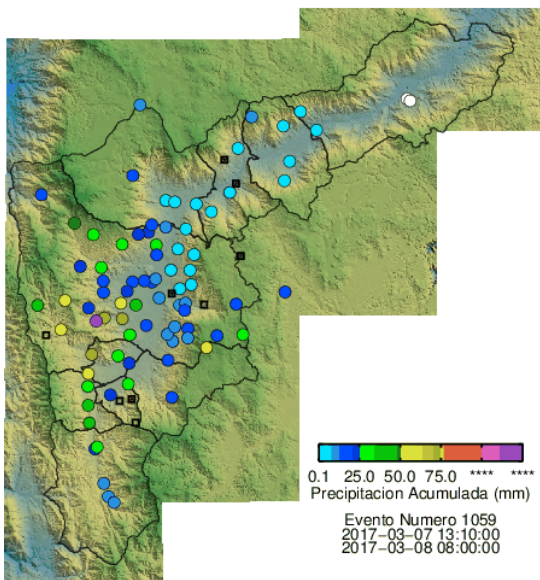 0.1 25.0 50.0 75.0 **** ****
Precipitacion Acumulada (mm)
Evento Numero 1059
2017−03−07 13:10:00
2017−03−08 08:00:00